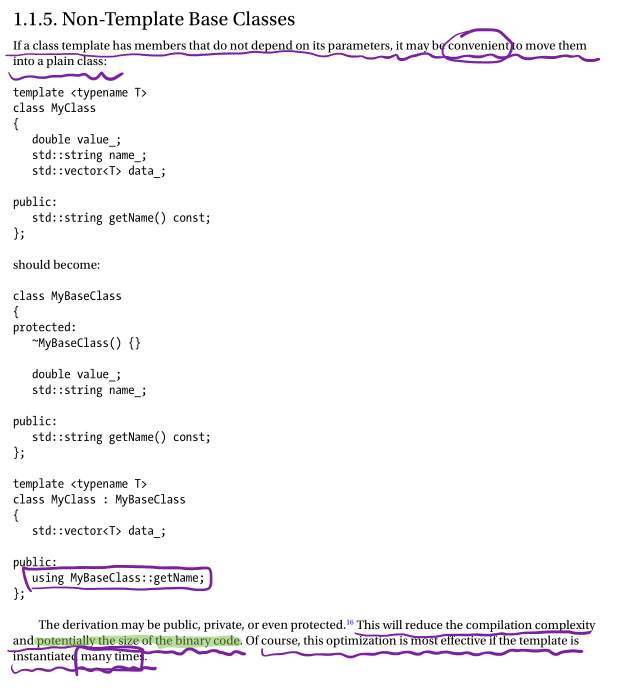 1.1.5. Non-Template Base Classes
If a class template has members that do not depend on its parameters, it may be convenient to move them
into a plain class:
template <typename T>
class MyClass
{
   double value_;
   std::string name_;
   std::vector<T> data_;
public:
   std::string getName() const;
};
should become:
class MyBaseClass
{
protected:
   ~MyBaseClass() {}
   double value_;
   std::string name_;
public:
   std::string getName() const;
};
template <typename T>
class MyClass : MyBaseClass
{
   std::vector<T> data_;
public:
   using MyBaseClass::getName;
};
The derivation may be public, private, or even protected.16 This will reduce the compilation complexity
and potentially the size of the binary code. Of course, this optimization is most effective if the template is
instantiated many times.